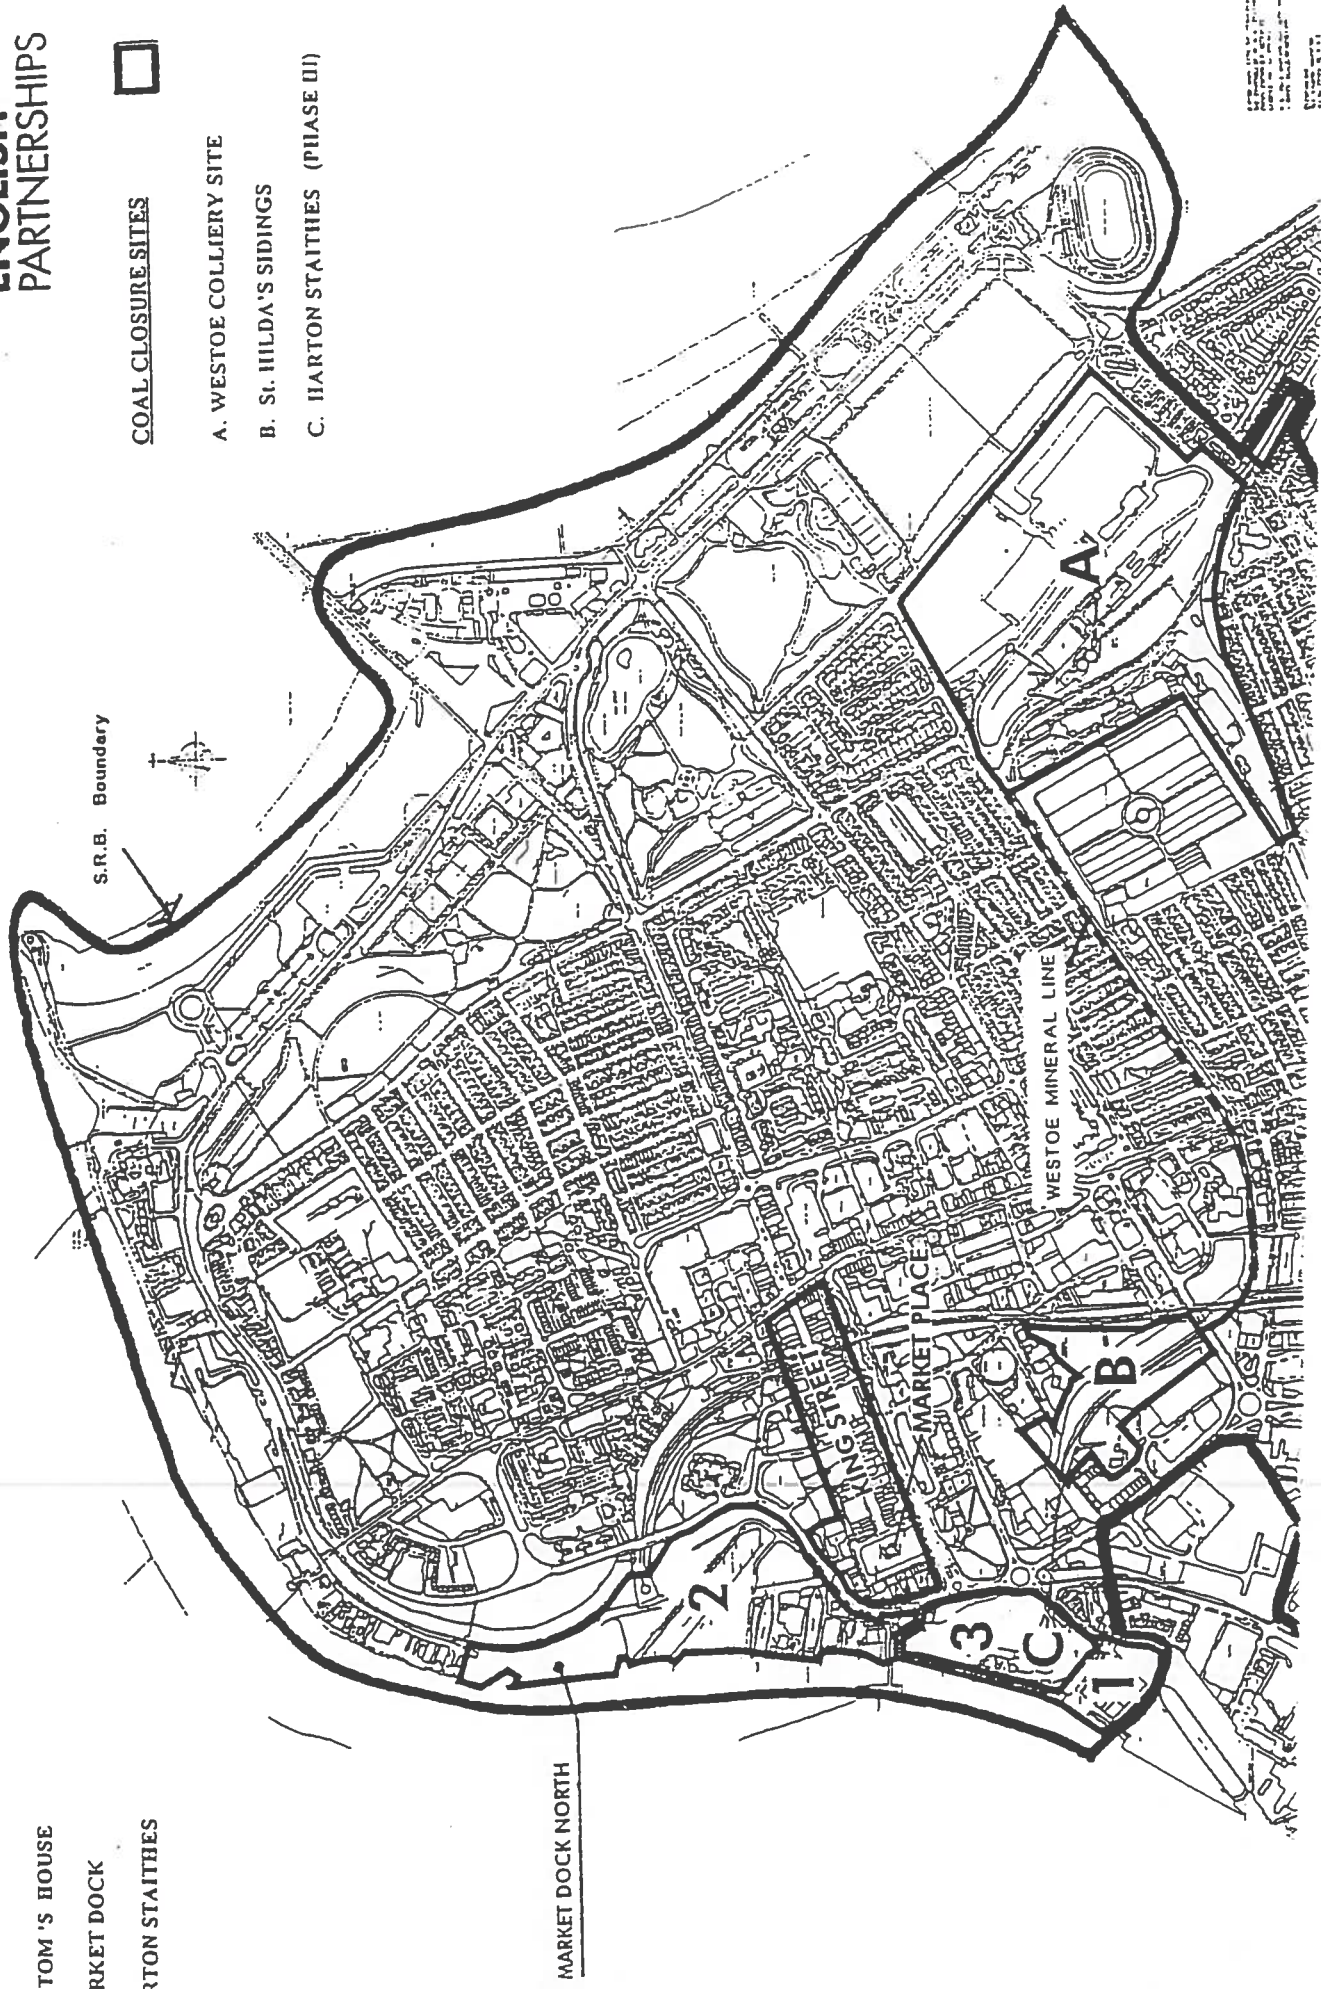 TOM'S HOUSE
RKET DOCK
RTON STAITHES
ENGLISH
PARTNERSHIPS
COAL CLOSURE SITES
A. WESTOE COLLIERY SITE
B. St. HILDA'S SIDINGS
C. HARTON STAITHES (PHASE III)
S.R.B. Boundary
MARKET DOCK NORTH
KING STREET
MARKET PLACE
WESTOE MINERAL LINE
A
B
C
1
2
3